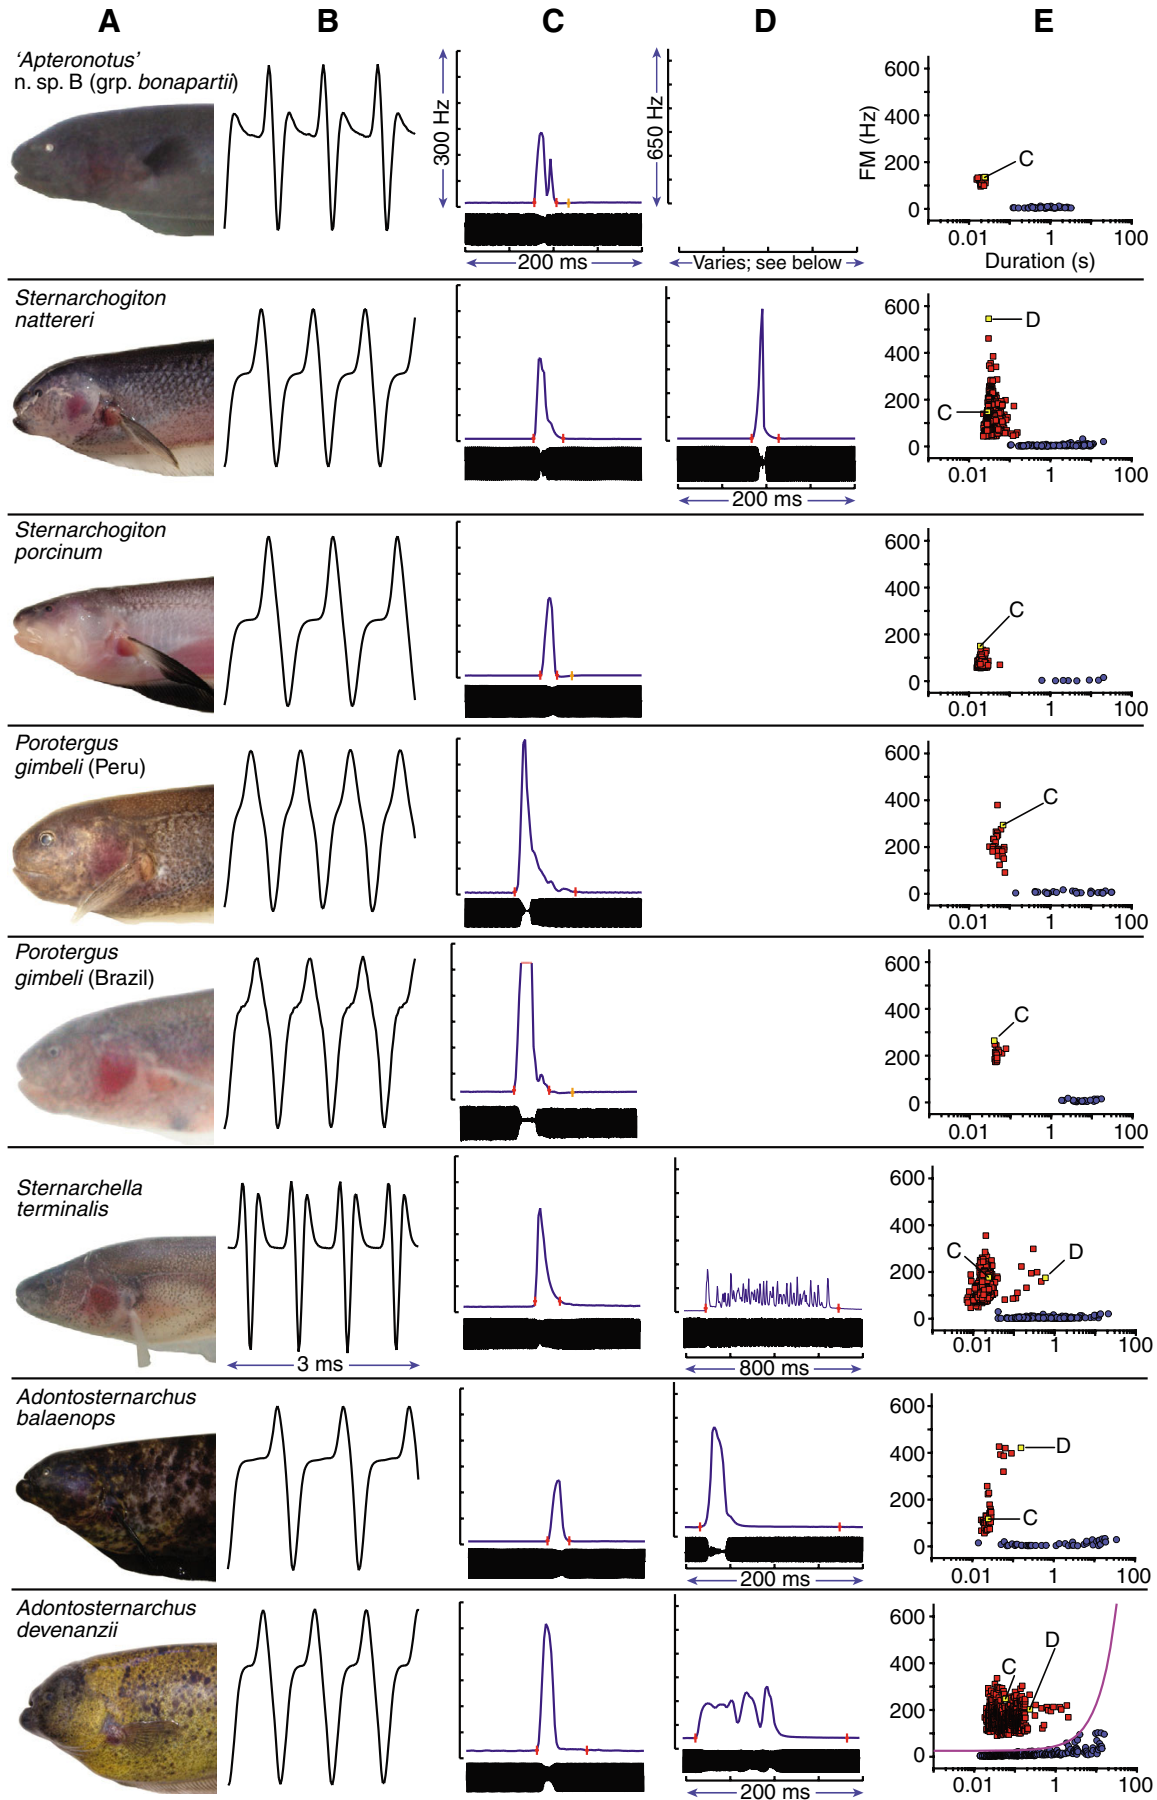 A B C D E
'Apteronotus'
n. sp. B (grp. bonapartii)
300 Hz
200 ms
650 Hz
Varies; see below
FM (Hz)
600
400
200
0
C
0.01 1 100
Duration (s)
Sternarchogiton
nattereri
200 ms
600
400
200
0
D
C
0.01 1 100
Sternarchogiton
porcinum
600
400
200
0
C
0.01 1 100
Porotergus
gimbeli (Peru)
600
400
200
0
C
0.01 1 100
Porotergus
gimbeli (Brazil)
600
400
200
0
C
0.01 1 100
Sternarchella
terminalis
3 ms
800 ms
600
400
200
0
C D
0.01 1 100
Adontosternarchus
balaenops
200 ms
600
400
200
0
D
C
0.01 1 100
Adontosternarchus
devenanzii
200 ms
600
400
200
0
D
C
0.01 1 100